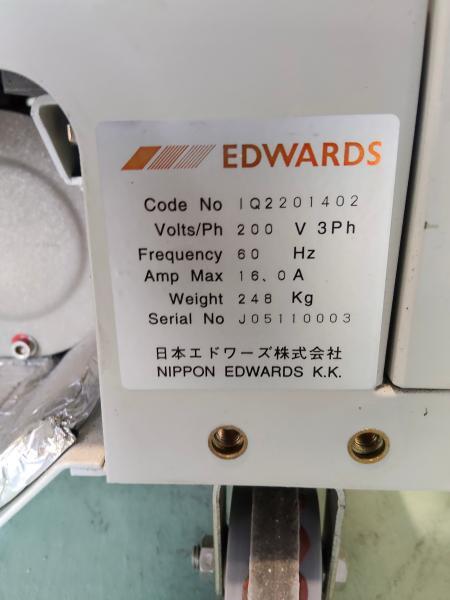 EDWARDS
Code No IQ2201402
Volts/Ph 200 V 3Ph
Frequency 60 Hz
Amp Max 16.0 A
Weight 248 Kg
Serial No J05110003
日本エドワーズ株式会社
NIPPON EDWARDS K.K.